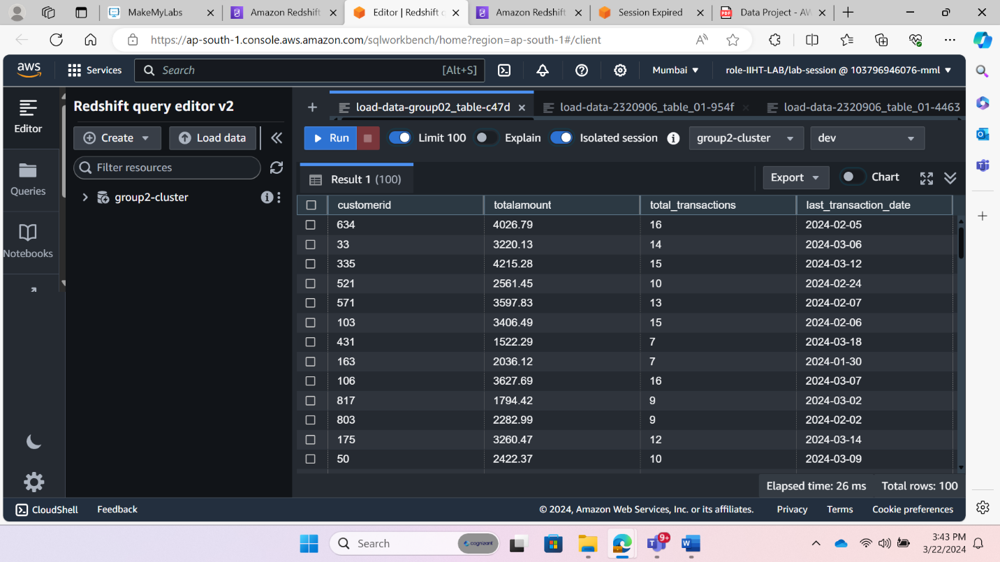 MakeMyLabs
Amazon Redshift
Editor | Redshift
Amazon Redshift
Session Expired
Data Project - AW
https://ap-south-1.console.aws.amazon.com/sqlworkbench/home?region=ap-south-1#/client
aws
Services
Search
[Alt+S]
Mumbai
role-IIHT-LAB/lab-session @ 103796946076-mml
Editor
Queries
Notebooks
Redshift query editor v2
Create
Load data
Filter resources
group2-cluster
load-data-group02_table-c47d
load-data-2320906_table_01-954f
load-data-2320906_table_01-4463
Run
Limit 100
Explain
Isolated session
group2-cluster
dev
Result 1 (100)
Export
Chart
customerid totalamount total_transactions last_transaction_date
634 4026.79 16 2024-02-05
33 3220.13 14 2024-03-06
335 4215.28 15 2024-03-12
521 2561.45 10 2024-02-24
571 3597.83 13 2024-02-07
103 3406.49 15 2024-02-06
431 1522.29 7 2024-03-18
163 2036.12 7 2024-01-30
106 3627.69 16 2024-03-07
817 1794.42 9 2024-03-02
803 2282.99 9 2024-02-02
175 3260.47 12 2024-03-14
50 2422.37 10 2024-03-09
Elapsed time: 26 ms Total rows: 100
CloudShell
Feedback
© 2024, Amazon Web Services, Inc. or its affiliates.
Privacy
Terms
Cookie preferences
Search
cognizant
9+
3:43 PM
3/22/2024